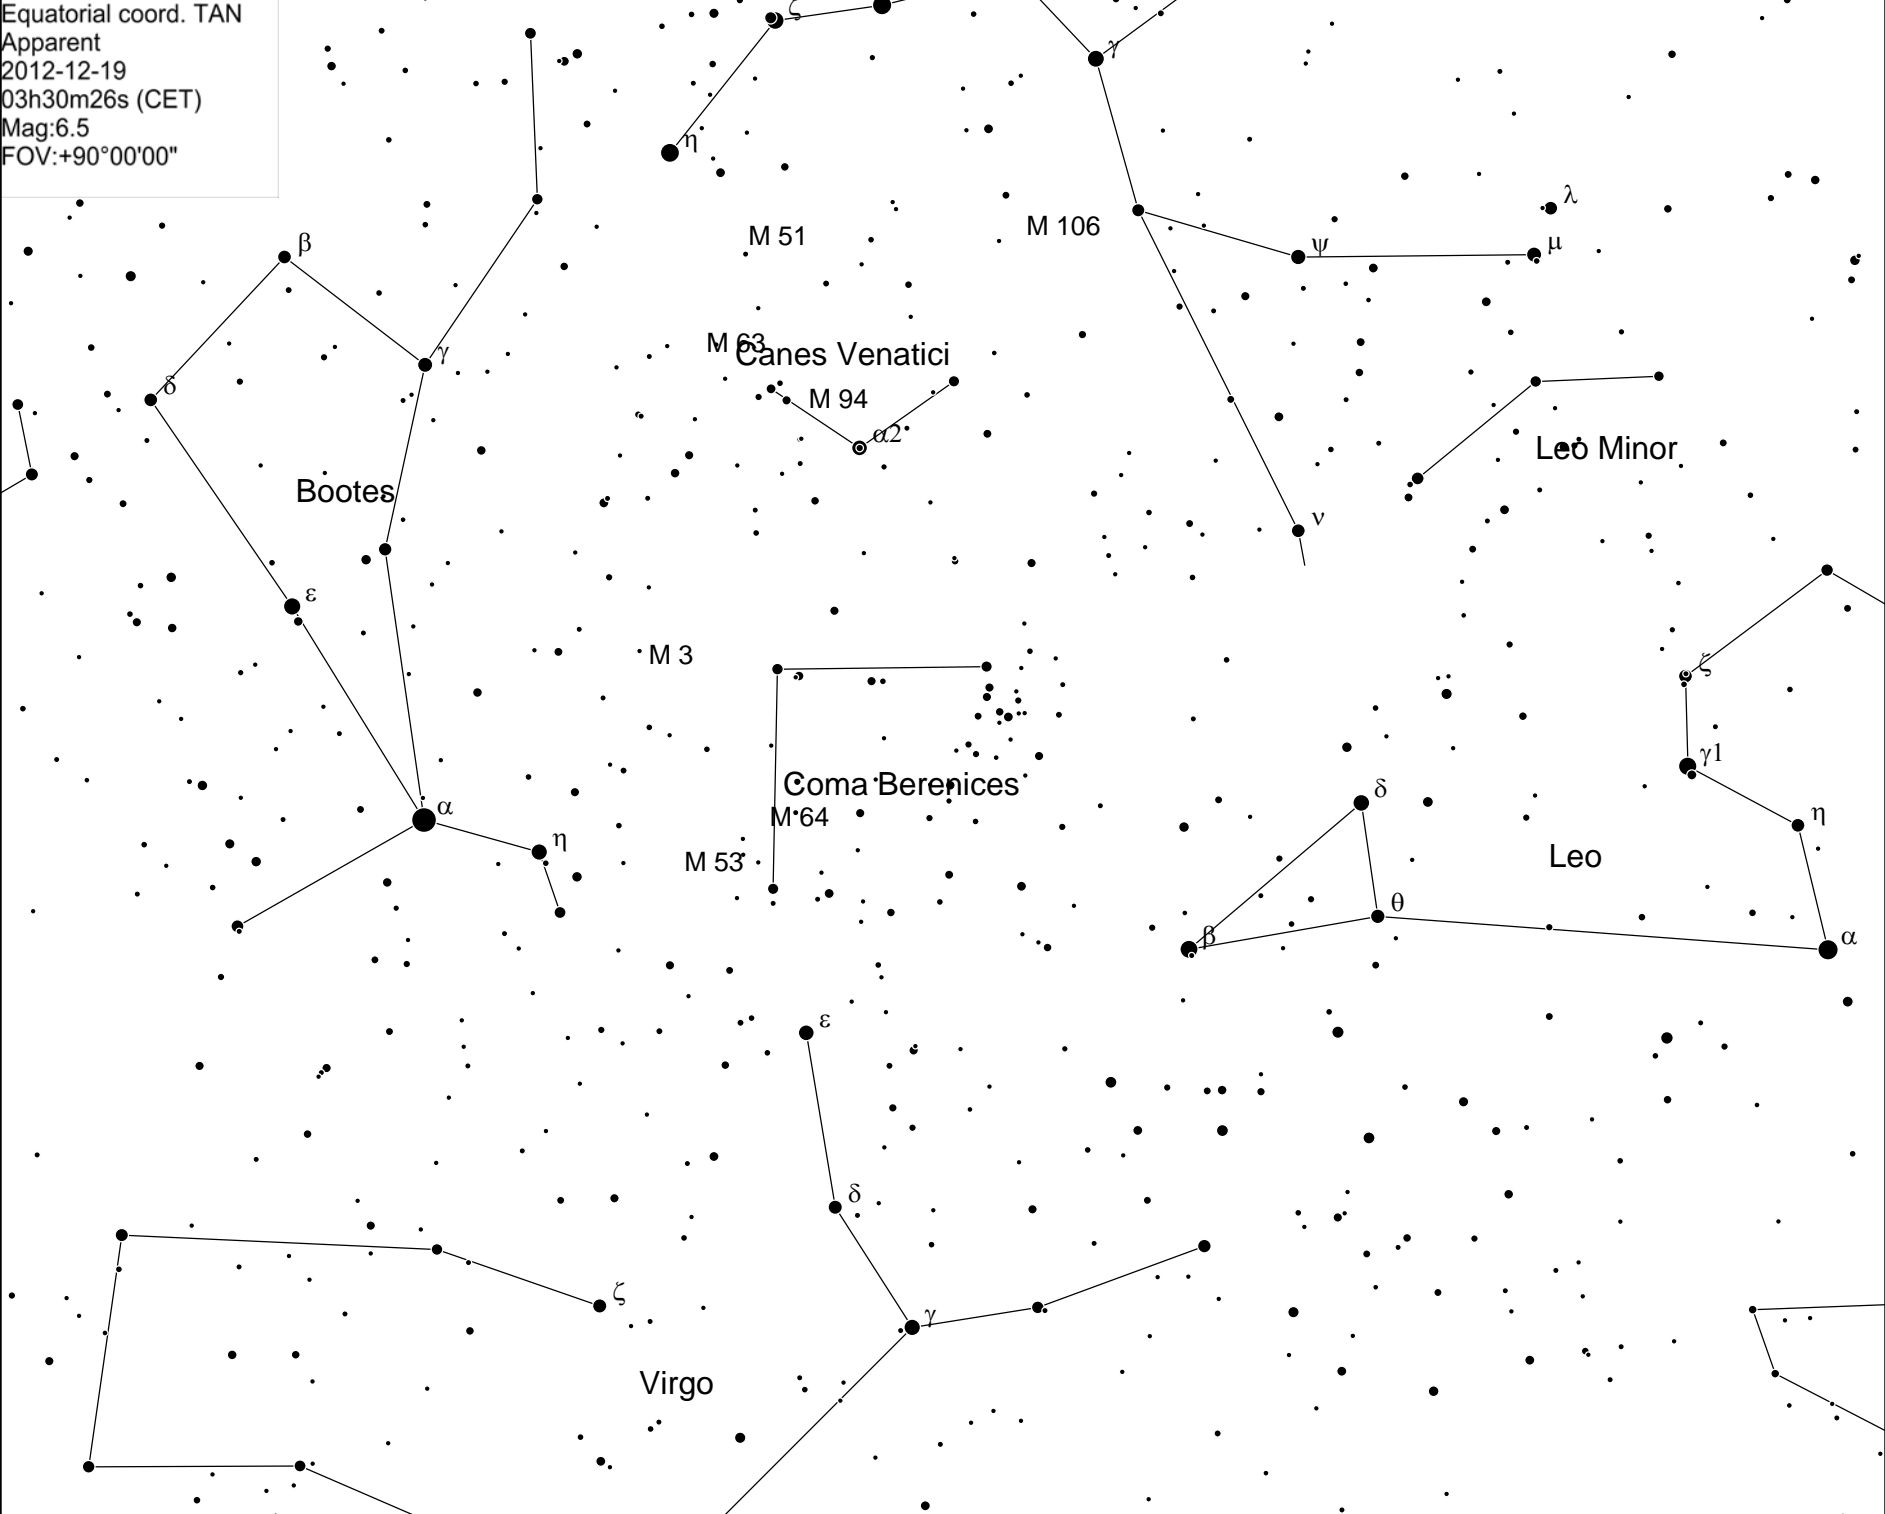 Equatorial coord. TAN
Apparent
2012-12-19
03h30m26s (CET)
Mag:6.5
FOV:+90°00'00"
ζ
γ
η
λ
M 51
M 106
β
ψ
μ
M 63
Canes Venatici
γ
δ
M 94
α2
Leo Minor
Bootes
ν
ε
M 3
ζ
γ1
Coma Berenices
δ
α
M 64
η
η
M 53
Leo
θ
β
α
ε
δ
ζ
γ
Virgo